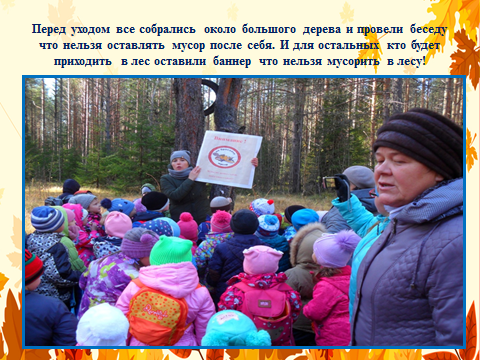 Перед уходом все собрались около большого дерева и провели беседу
что нельзя оставлять мусор после себя. И для остальных кто будет
приходить в лес оставили баннер что нельзя мусорить в лесу!